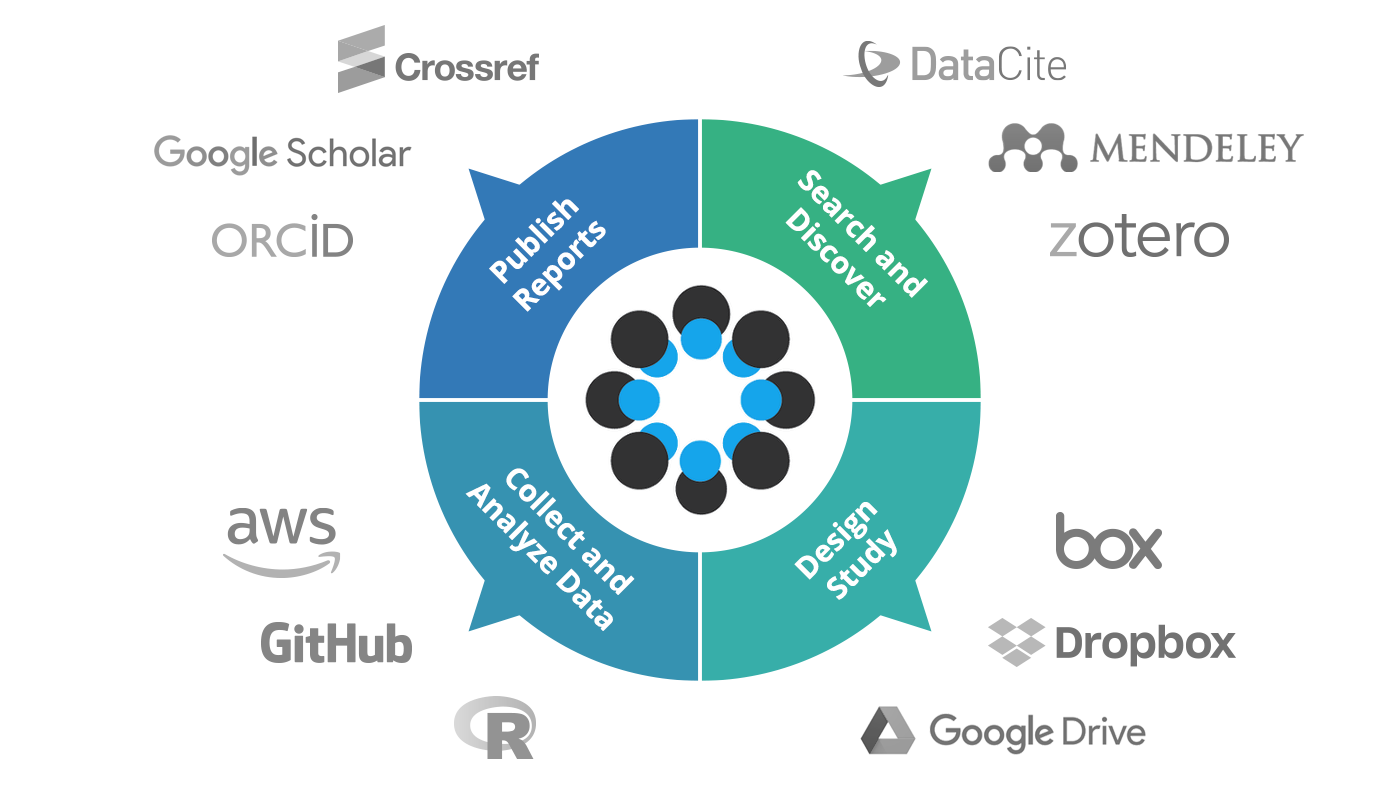 Crossref
DataCite
Google Scholar
MENDELEY
ORCiD
zotero
Publish
Reports
Search and
Discover
Collect and
Analyze Data
Design
Study
aws
box
GitHub
Dropbox
R
Google Drive